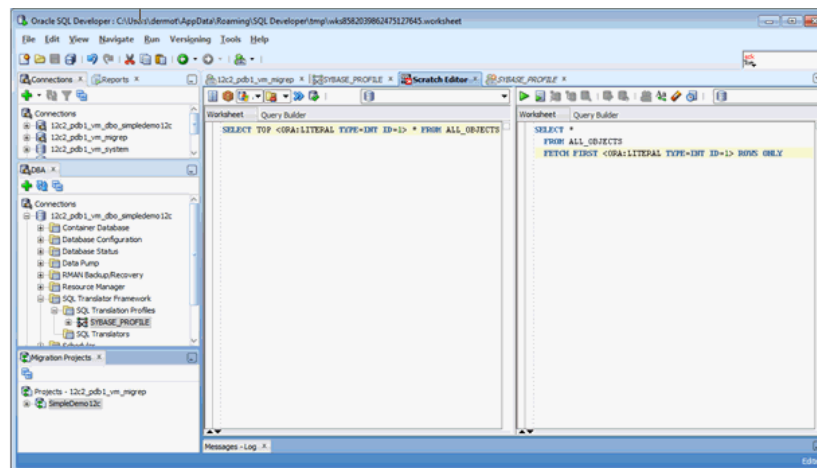 Oracle SQL Developer : C:\Users\dermot\AppData\Roaming\SQL Developer\tmp\wks8582039862475127645.worksheet
File Edit View Navigate Run Versioning Tools Help
Connections Reports
Connections
12c2_pdb1_vm_dbo_simpledemo12c
12c2_pdb1_vm_migrep
12c2_pdb1_vm_system
DBA
Connections
12c2_pdb1_vm_dbo_simpledemo12c
Container Database
Database Configuration
Database Status
Data Pump
RMAN Backup/Recovery
Resource Manager
SQL Translator Framework
SQL Translation Profiles
SYBASE_PROFILE
SQL Translators
Scheduler
Migration Projects
Projects - 12c2_pdb1_vm_migrep
SimpleDemo12c
12c2_pdb1_vm_migrep SYBASE_PROFILE Scratch Editor SYBASE_PROFILE
Worksheet Query Builder
SELECT TOP <ORA:LITERAL TYPE=INT ID=1> * FROM ALL_OBJECTS
Worksheet Query Builder
SELECT *
FROM ALL_OBJECTS
FETCH FIRST <ORA:LITERAL TYPE=INT ID=1> ROWS ONLY
Messages - Log